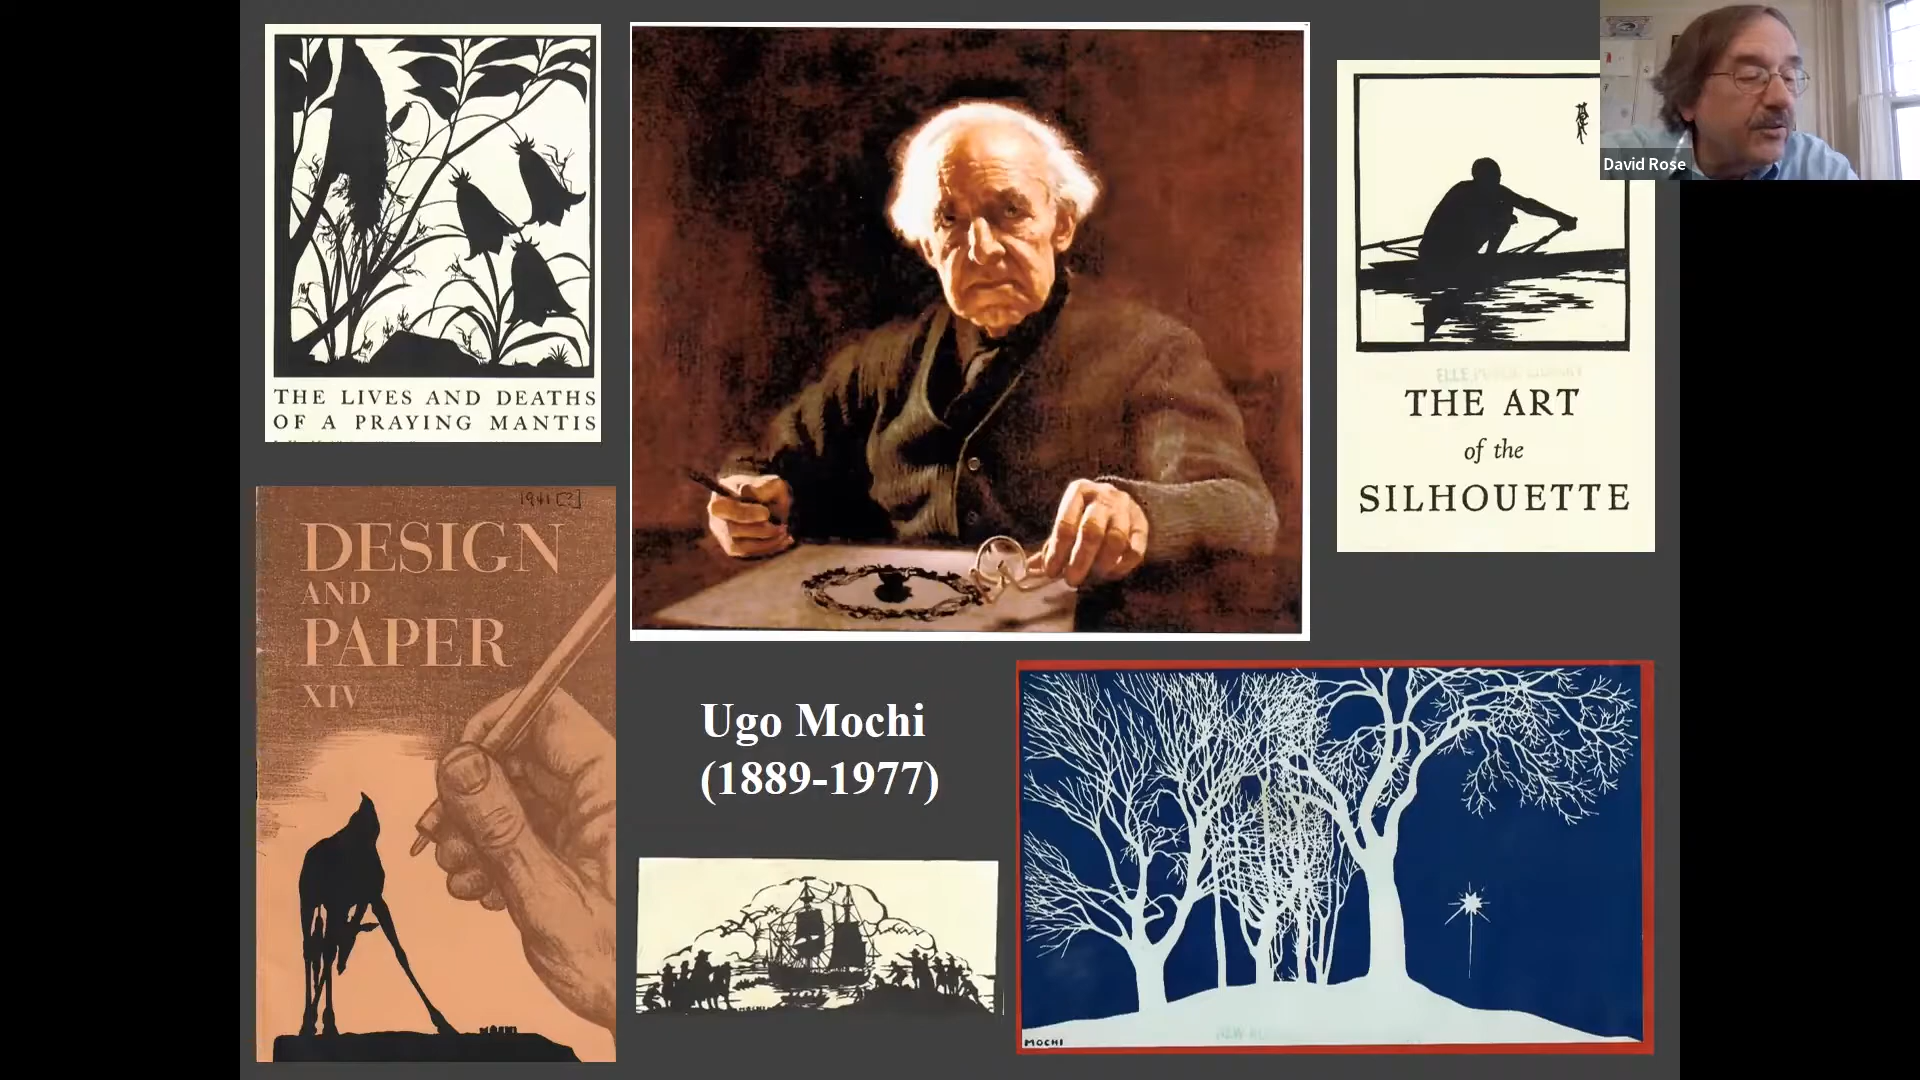 THE LIVES AND DEATHS
OF A PRAYING MANTIS
THE ART
of the
SILHOUETTE
David Rose
1941 [?]
DESIGN
AND
PAPER
XIV
Ugo Mochi
(1889-1977)
MOCHI